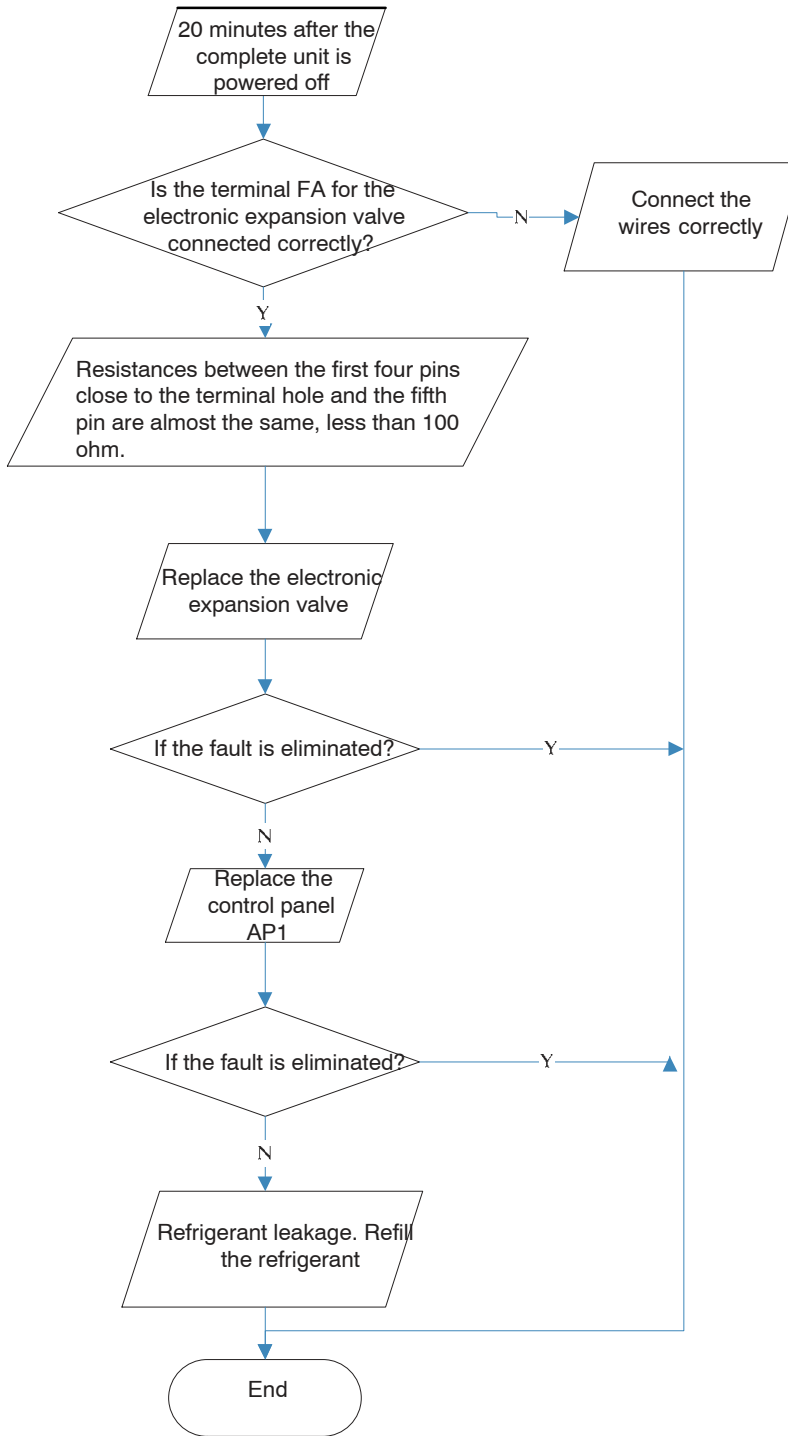 20 minutes after the
complete unit is
powered off
Is the terminal FA for the
electronic expansion valve
connected correctly?
N
Connect the
wires correctly
Y
Resistances between the first four pins
close to the terminal hole and the fifth
pin are almost the same, less than 100
ohm.
Replace the electronic
expansion valve
If the fault is eliminated?
Y
N
Replace the
control panel
AP1
If the fault is eliminated?
Y
N
Refrigerant leakage. Refill
the refrigerant
End